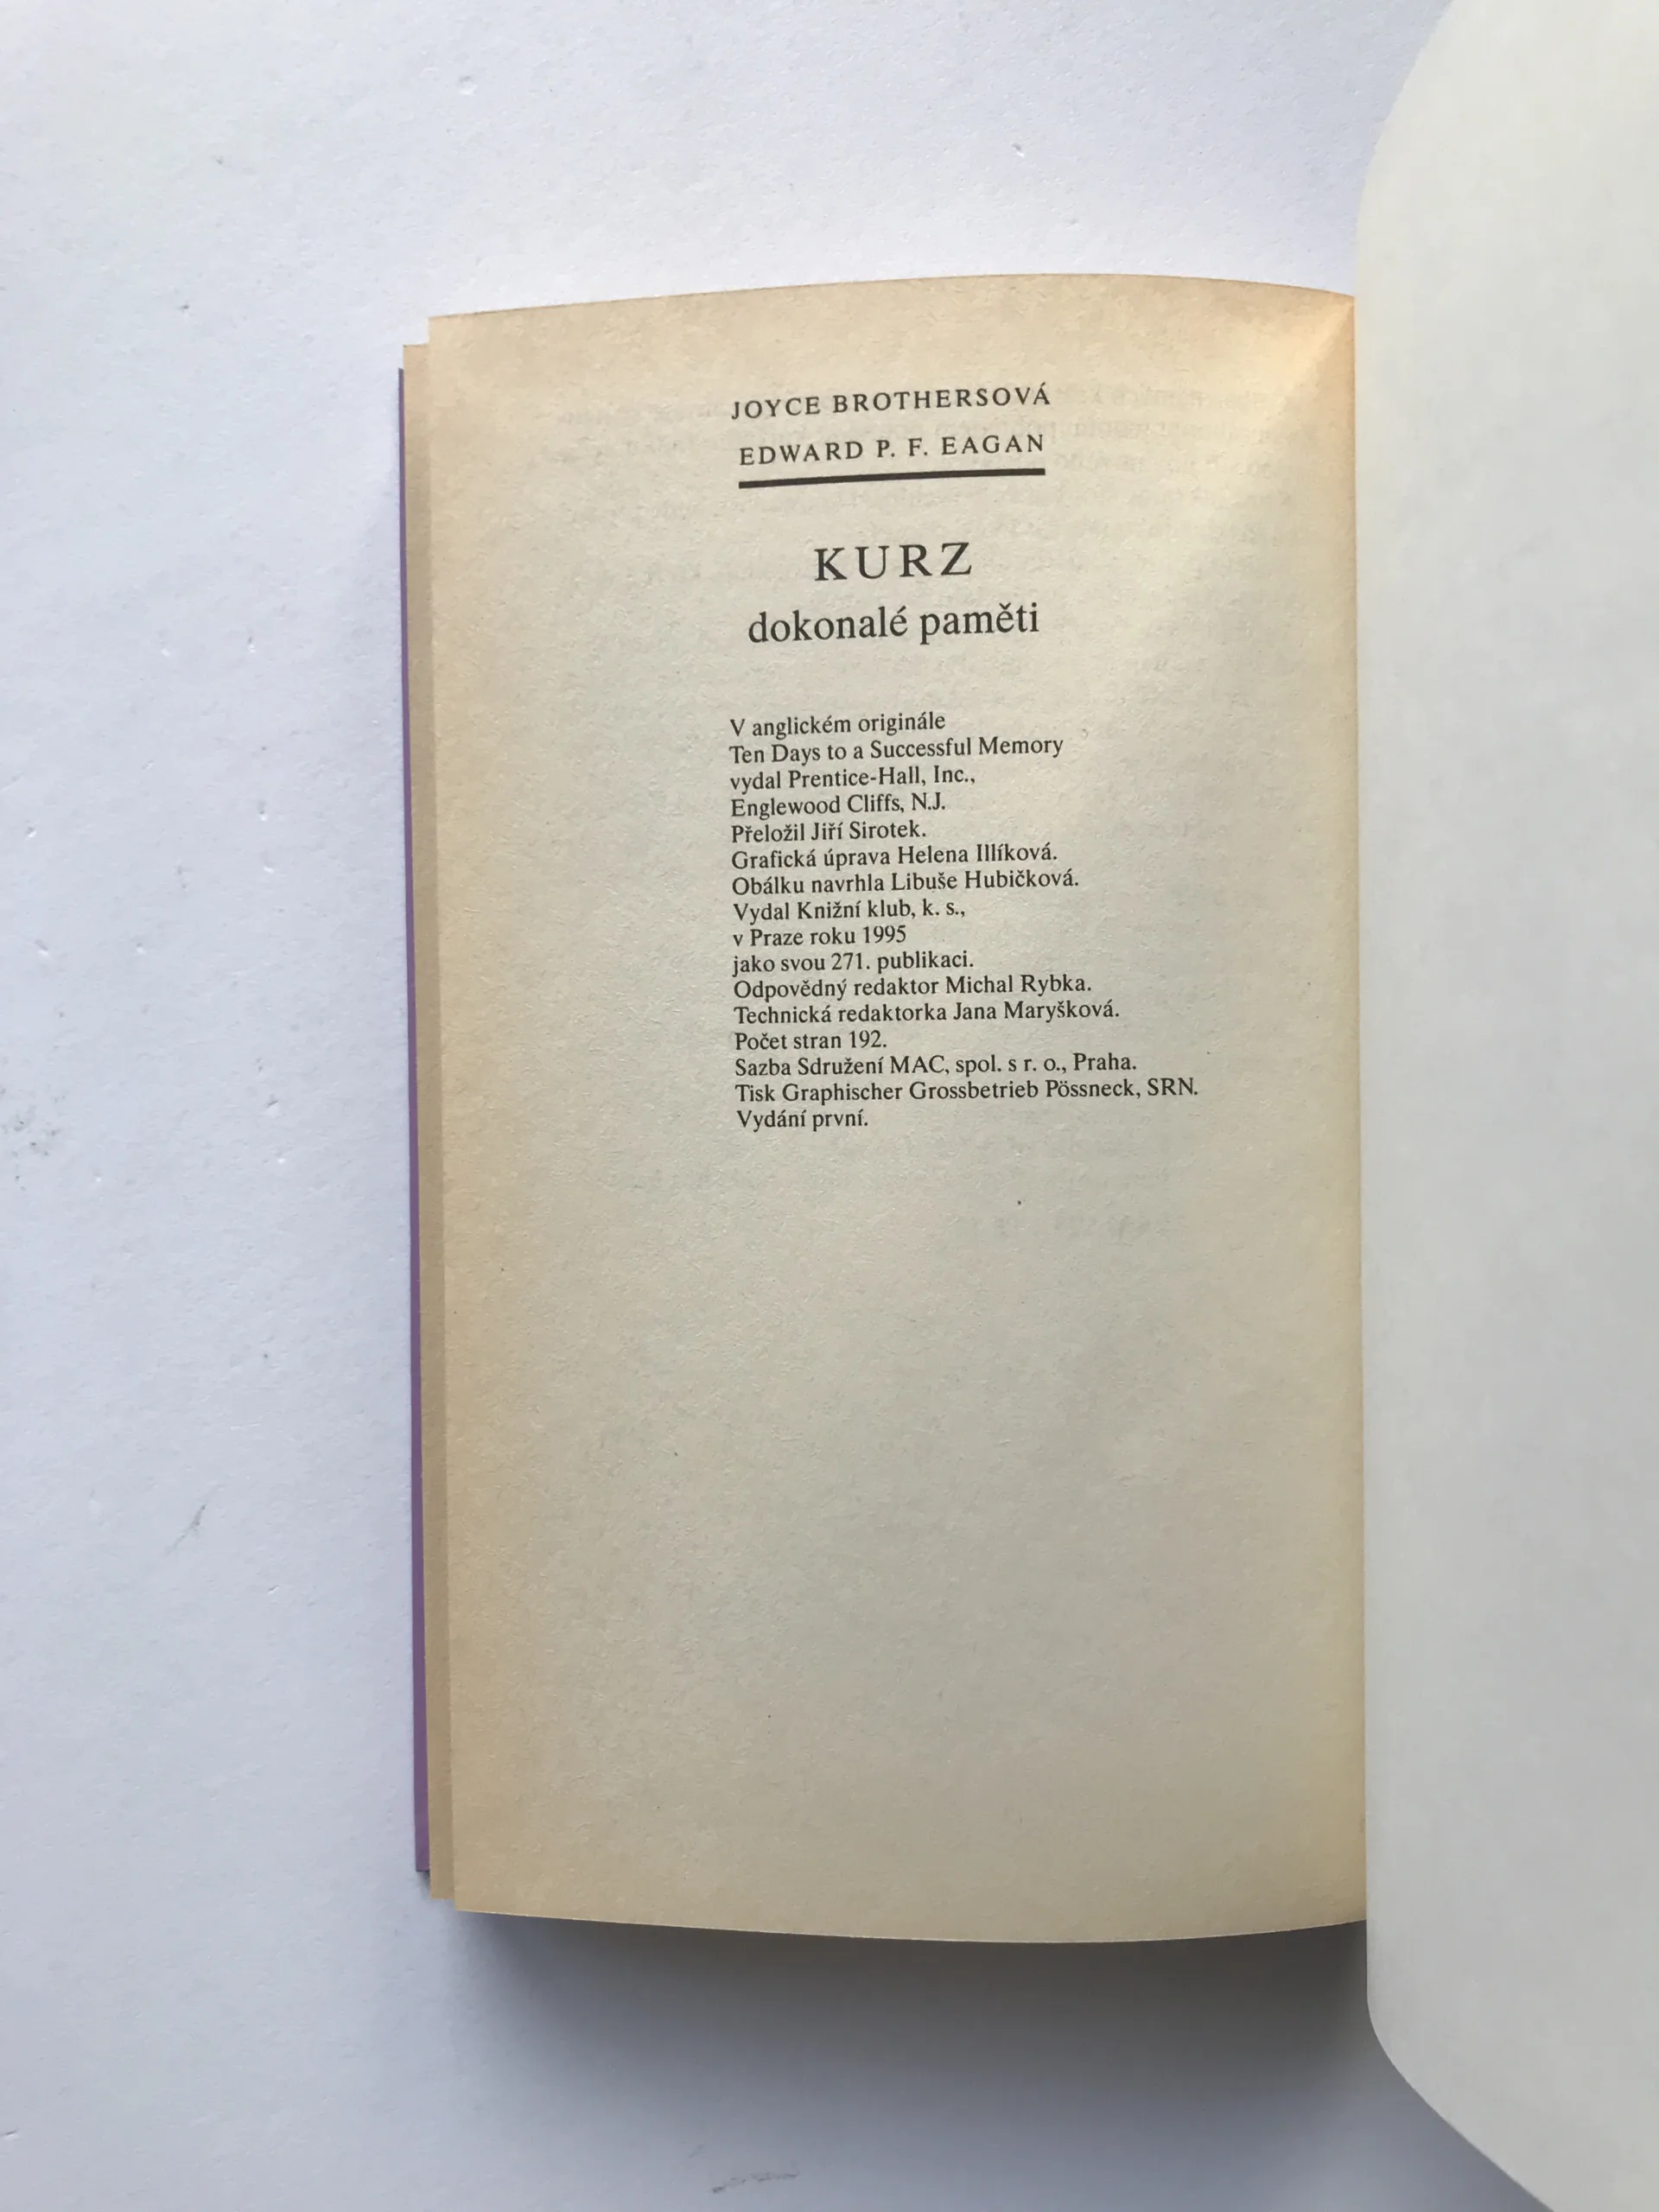 JOYCE BROTHERSOVÁ
EDWARD P. F. EAGAN
KURZ
dokonalé paměti
V anglickém originále
Ten Days to a Successful Memory
vydal Prentice-Hall, Inc.,
Englewood Cliffs, N.J.
Přeložil Jiří Sirotek.
Grafická úprava Helena Illíková.
Obálku navrhla Libuše Hubičková.
Vydal Knižní klub, k. s.,
v Praze roku 1995
jako svou 271. publikaci.
Odpovědný redaktor Michal Rybka.
Technická redaktorka Jana Maryšková.
Počet stran 192.
Sazba Sdružení MAC, spol. s r. o., Praha.
Tisk Graphischer Grossbetrieb Pössneck, SRN.
Vydání první.